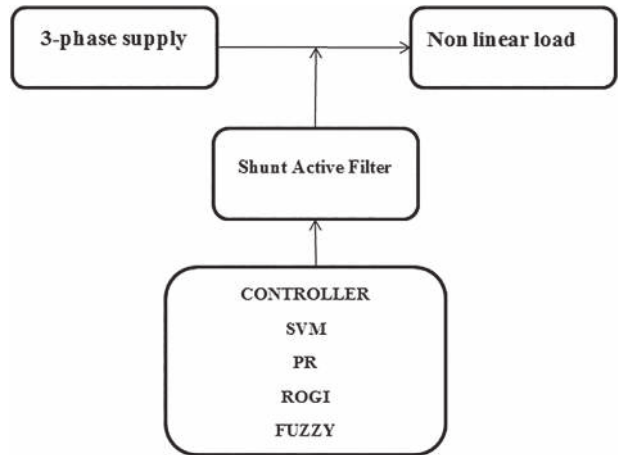 3-phase supply
Non linear load
Shunt Active Filter
CONTROLLER
SVM
PR
ROGI
FUZZY